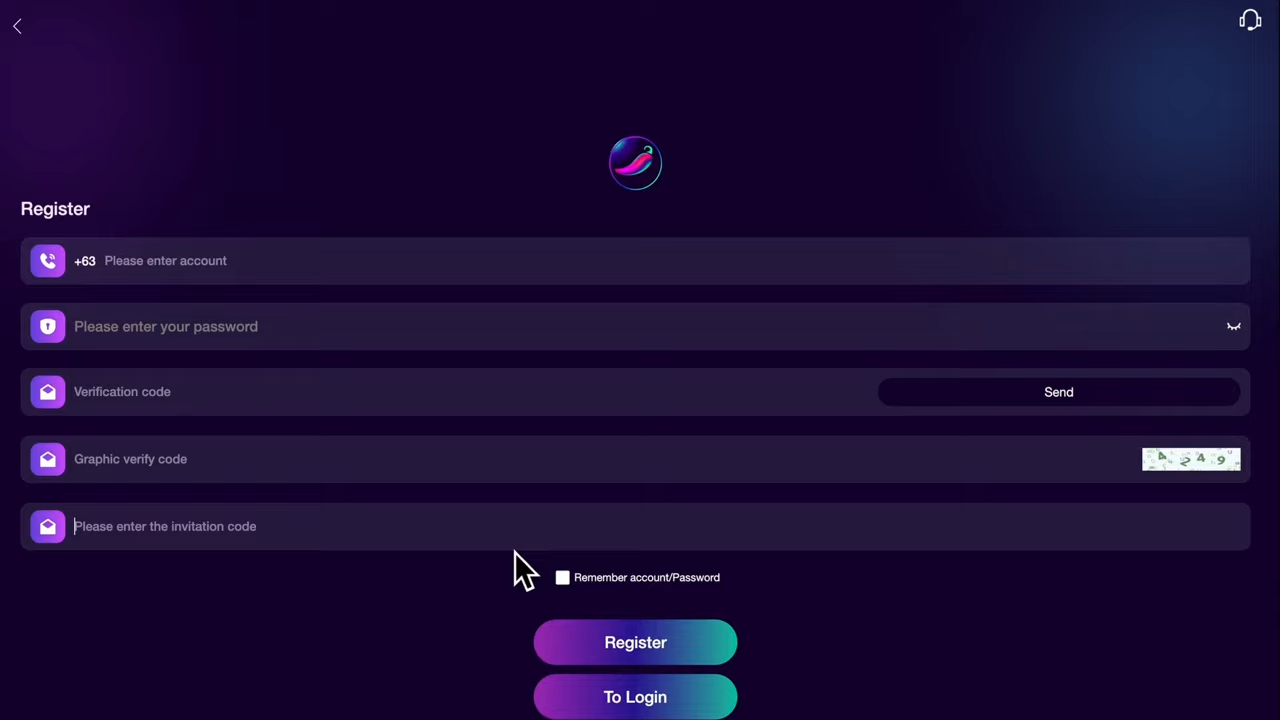 Register
+63 Please enter account
Please enter your password
Verification code
Send
Graphic verify code
4249
Please enter the invitation code
Remember account/Password
Register
To Login